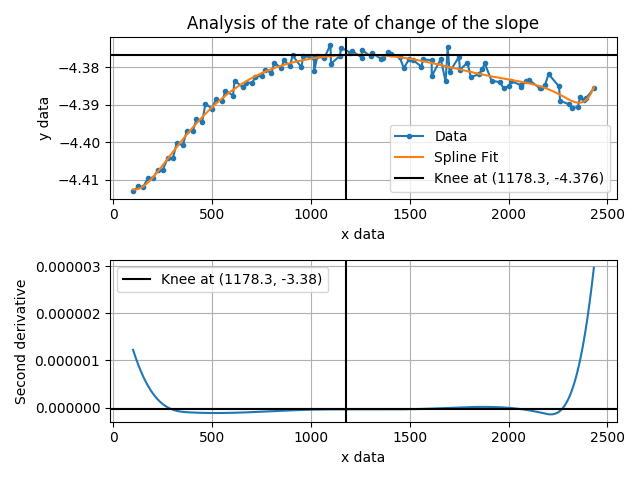 Analysis of the rate of change of the slope
y data
−4.38
−4.39
−4.40
−4.41
Data
Spline Fit
Knee at (1178.3, -4.376)
0 500 1000 1500 2000 2500
x data
Second derivative
0.000003
0.000002
0.000001
0.000000
Knee at (1178.3, -3.38)
0 500 1000 1500 2000 2500
x data